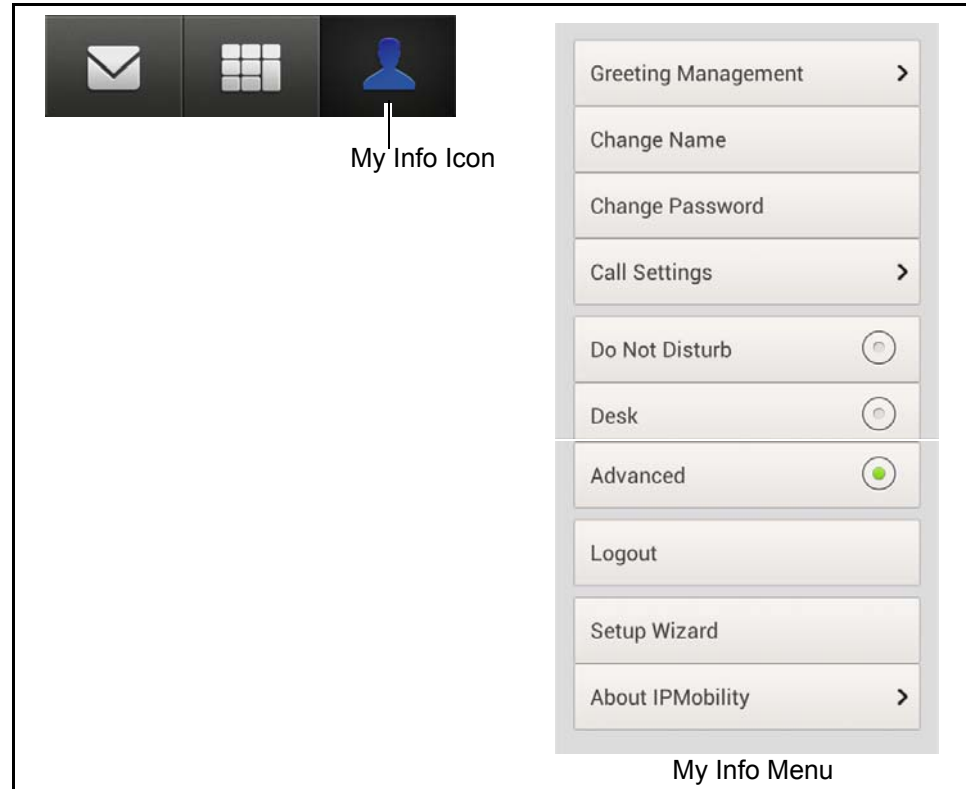 My Info Icon
Greeting Management
Change Name
Change Password
Call Settings
Do Not Disturb
Desk
Advanced
Logout
Setup Wizard
About IPMobility
My Info Menu